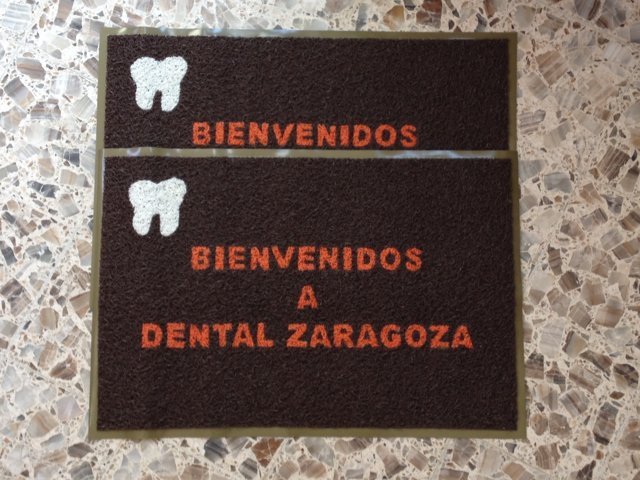 BIENVENIDOS
BIENVENIDOS
A
DENTAL ZARAGOZA